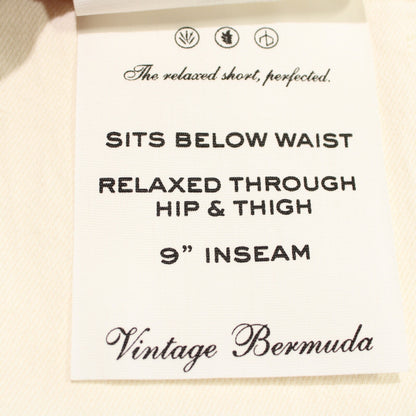 The relaxed short, perfected.
SITS BELOW WAIST
RELAXED THROUGH
HIP & THIGH
9” INSEAM
Vintage Bermuda